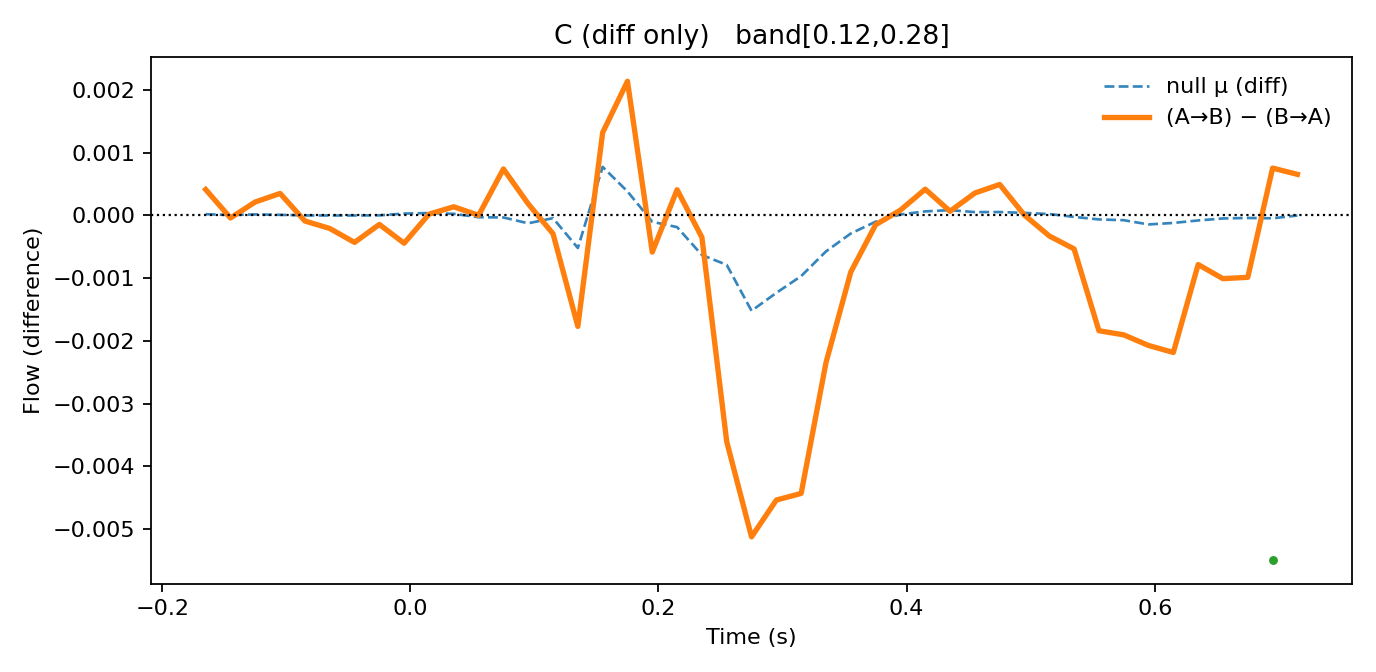 C (diff only)   band[0.12,0.28]
null μ (diff)
(A→B) − (B→A)
Flow (difference)
0.002
0.001
0.000
−0.001
−0.002
−0.003
−0.004
−0.005
−0.2
0.0
0.2
0.4
0.6
Time (s)